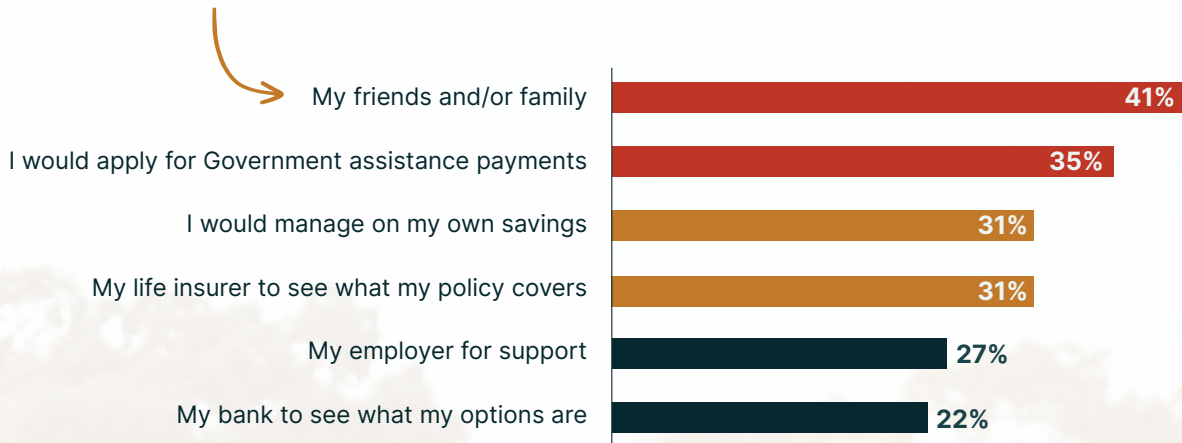 My friends and/or family 41%
I would apply for Government assistance payments 35%
I would manage on my own savings 31%
My life insurer to see what my policy covers 31%
My employer for support 27%
My bank to see what my options are 22%